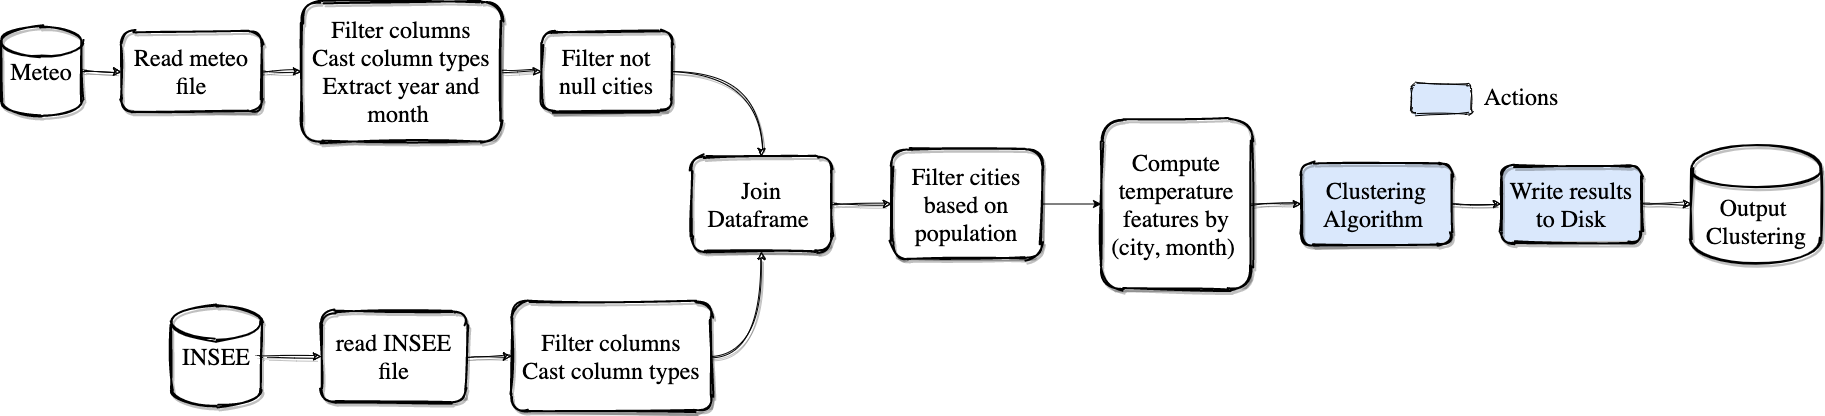 Meteo
Read meteo
file
Filter columns
Cast column types
Extract year and
month
Filter not
null cities
INSEE
read INSEE
file
Filter columns
Cast column types
Join
Dataframe
Filter cities
based on
population
Compute
temperature
features by
(city, month)
Actions
Clustering
Algorithm
Write results
to Disk
Output
Clustering